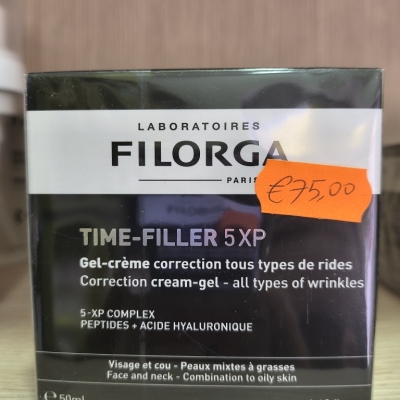 LABORATOIRES
FILORGA
PARIS
€75,00
TIME-FILLER 5XP
Gel-crème correction tous types de rides
Correction cream-gel - all types of wrinkles
5-XP COMPLEX
PEPTIDES + ACIDE HYALURONIQUE
Visage et cou - Peaux mixtes à grasses
Face and neck - Combination to oily skin
℮ 50ml